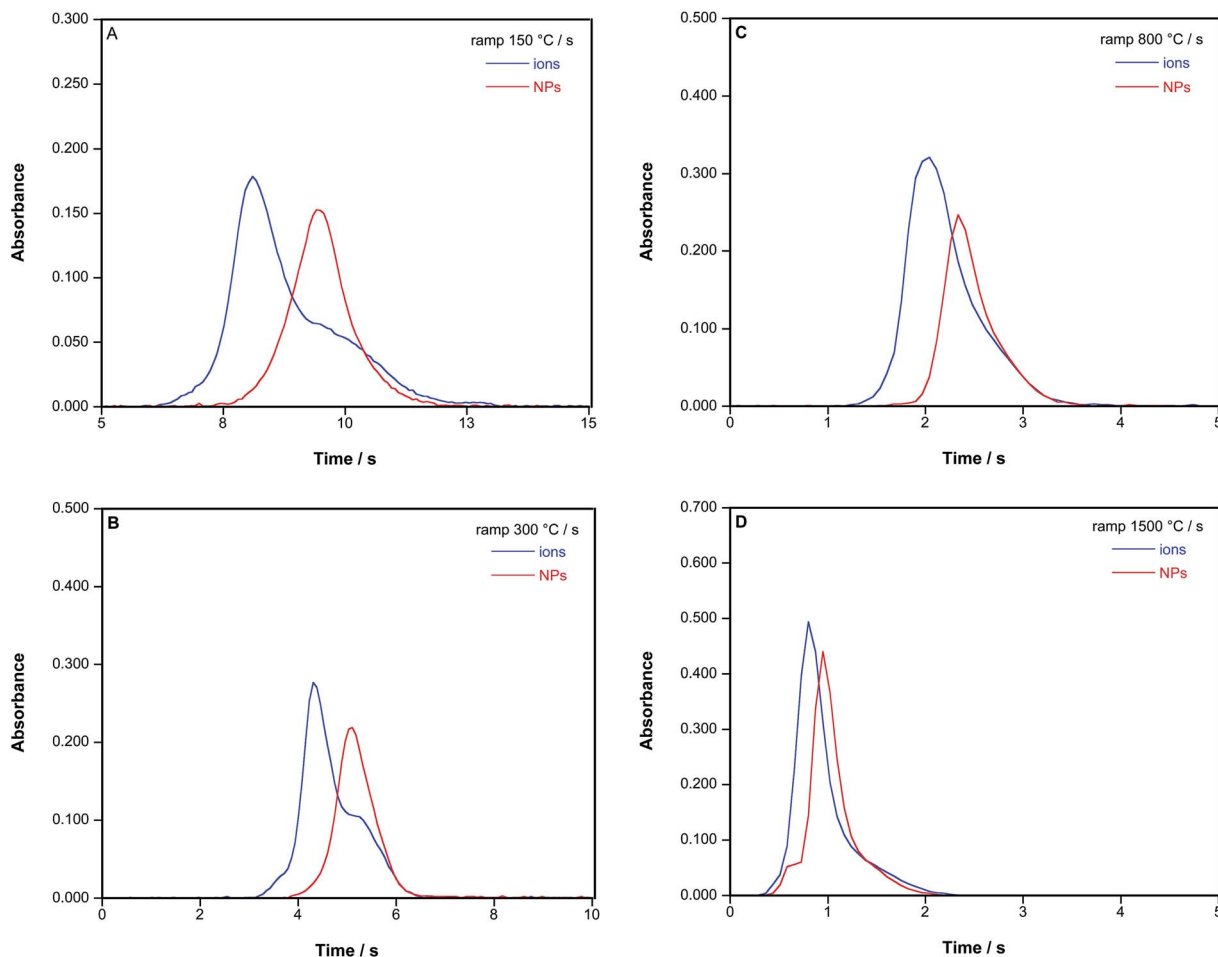 A
ramp 150 °C / s
ions
NPs
0.300
0.250
0.200
0.150
0.100
0.050
0.000
Absorbance
5
8
10
13
15
Time / s
B
ramp 300 °C / s
ions
NPs
0.500
0.400
0.300
0.200
0.100
0.000
Absorbance
0
2
4
6
8
10
Time / s
C
ramp 800 °C / s
ions
NPs
0.500
0.400
0.300
0.200
0.100
0.000
Absorbance
0
1
2
3
4
5
Time / s
D
ramp 1500 °C / s
ions
NPs
0.700
0.600
0.500
0.400
0.300
0.200
0.100
0.000
Absorbance
0
1
2
3
4
5
Time / s